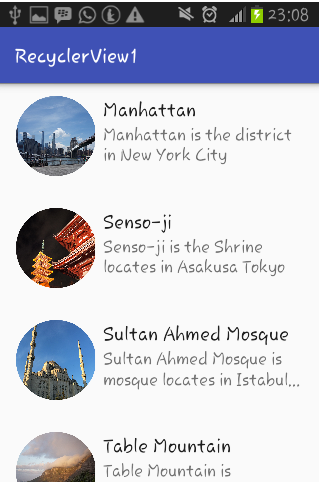 23:08
RecyclerView1
Manhattan
Manhattan is the district
in New York City
Senso-ji
Senso-ji is the Shrine
locates in Asakusa Tokyo
Sultan Ahmed Mosque
Sultan Ahmed Mosque is
mosque locates in Istabul...
Table Mountain
Table Mountain is